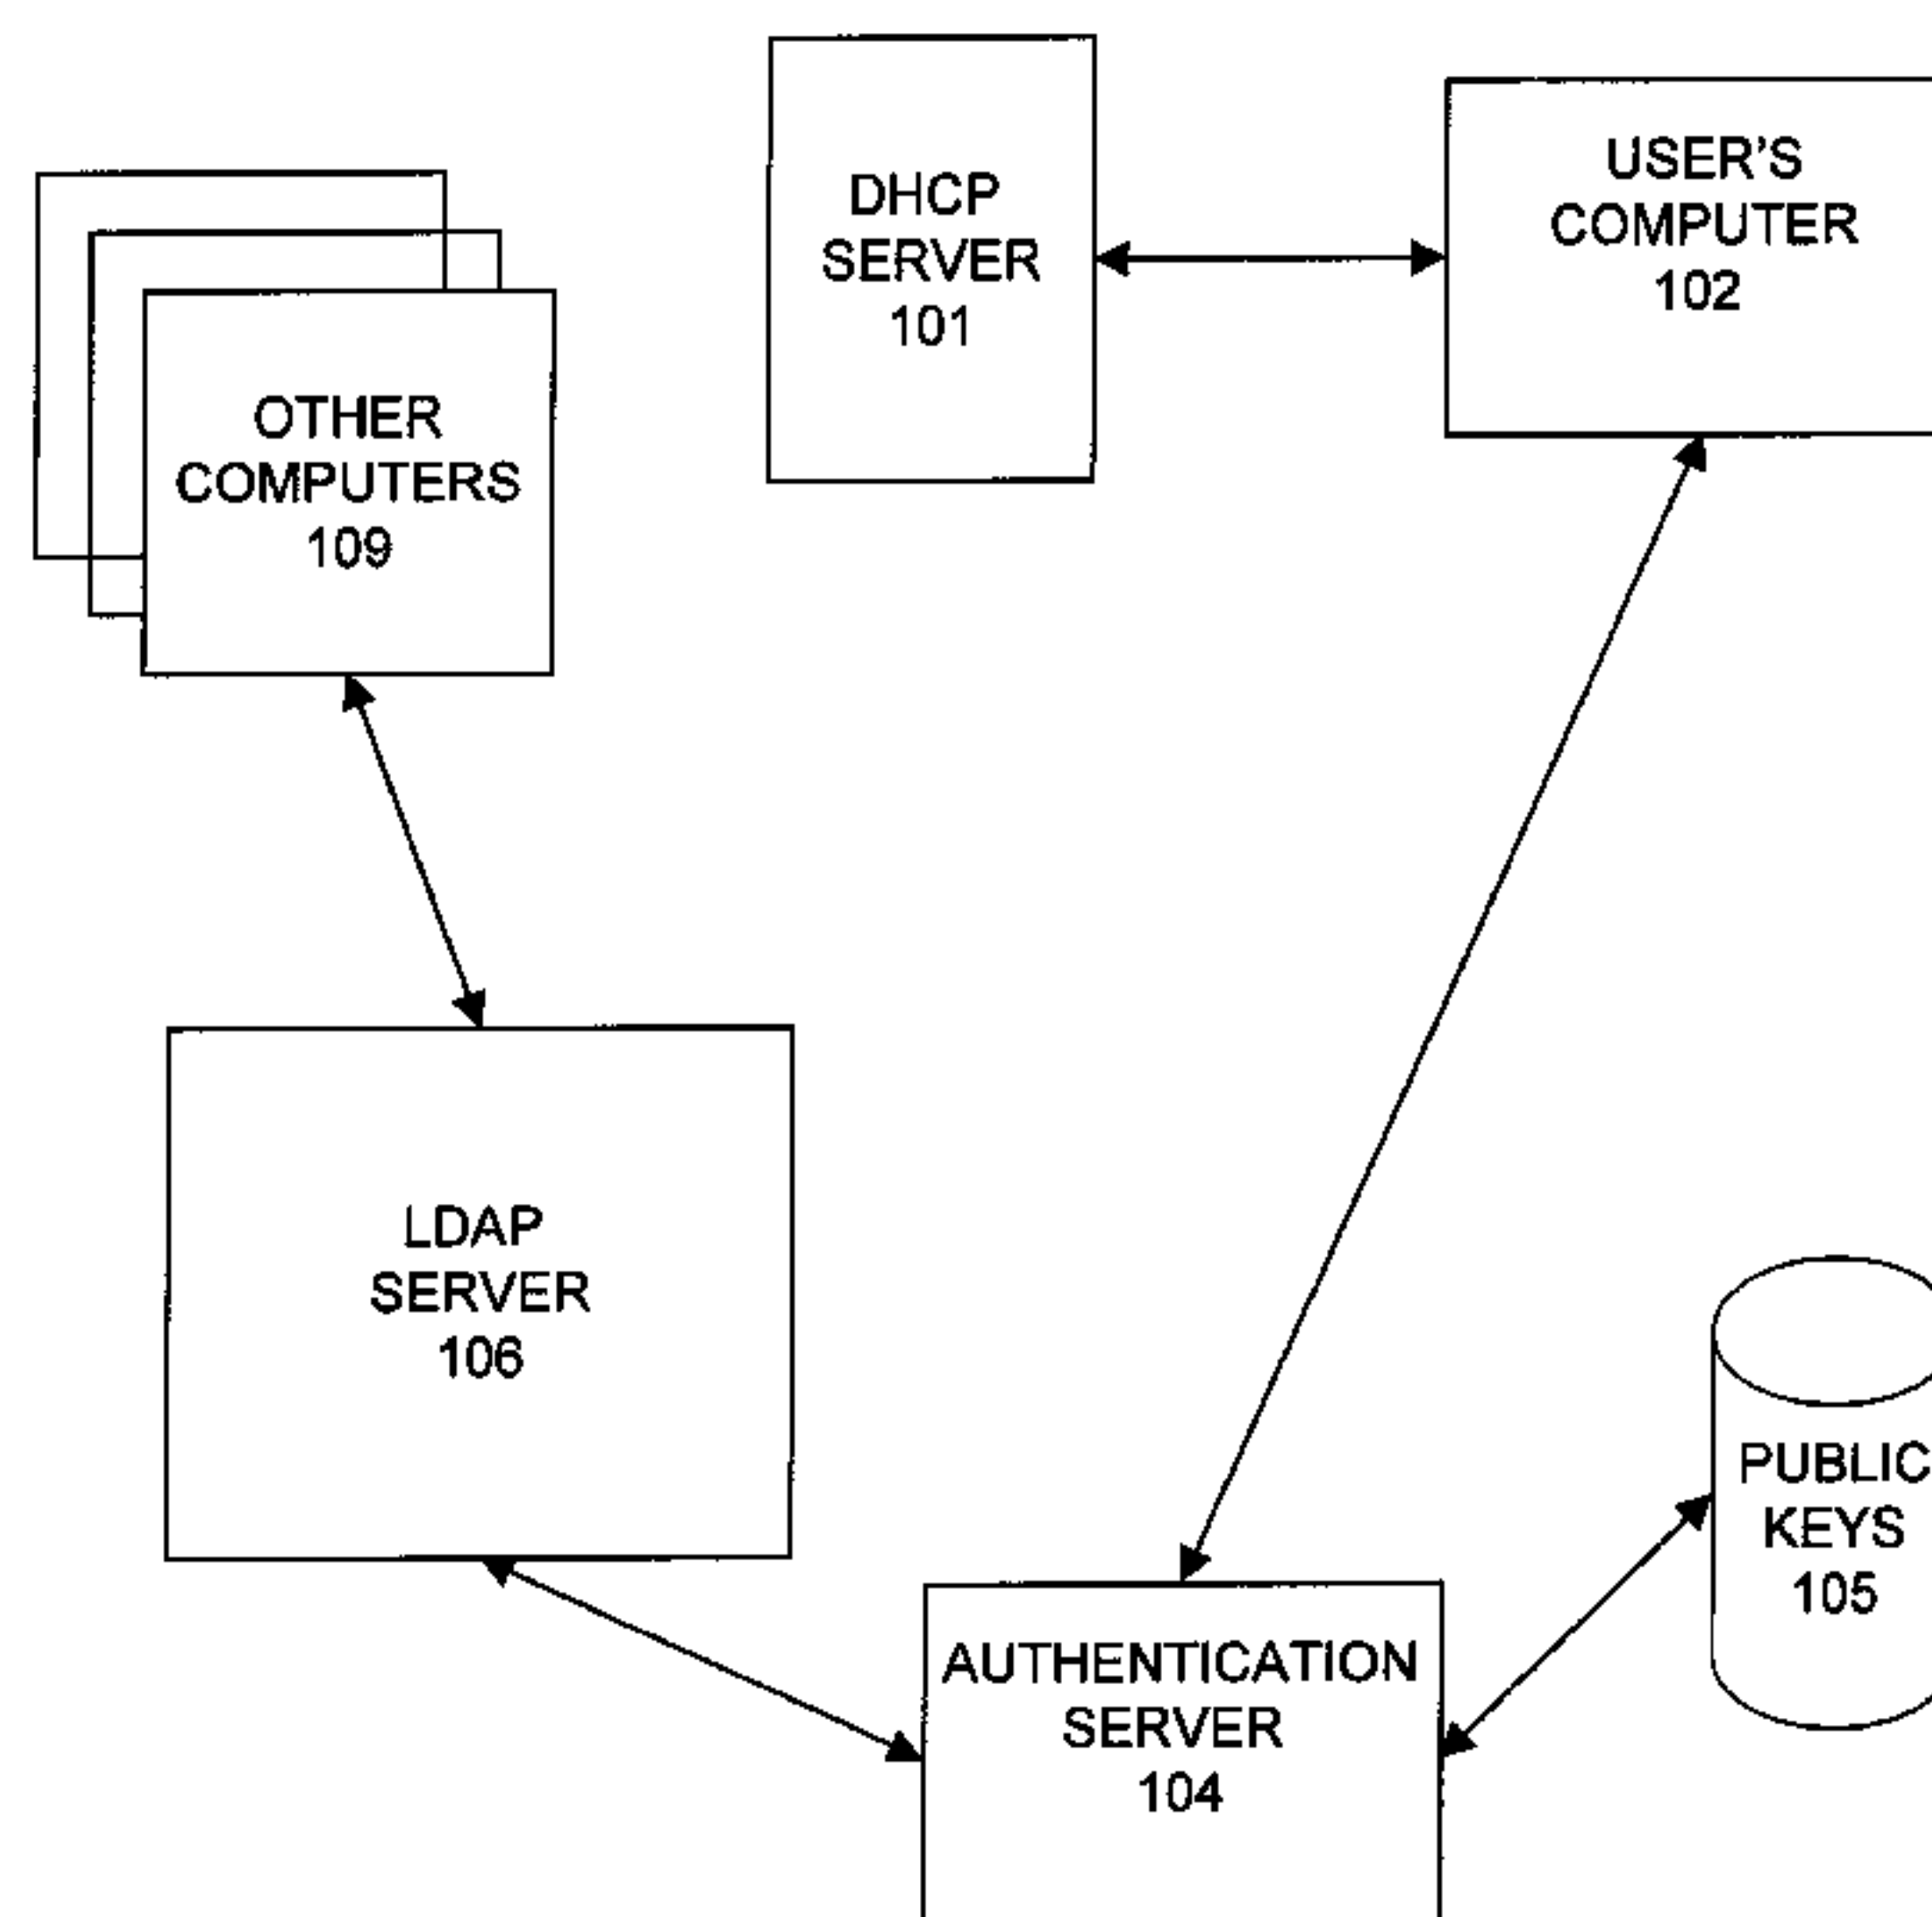 DHCP
SERVER
101
USER'S
COMPUTER
102
OTHER
COMPUTERS
109
LDAP
SERVER
106
PUBLIC
KEYS
105
AUTHENTICATION
SERVER
104